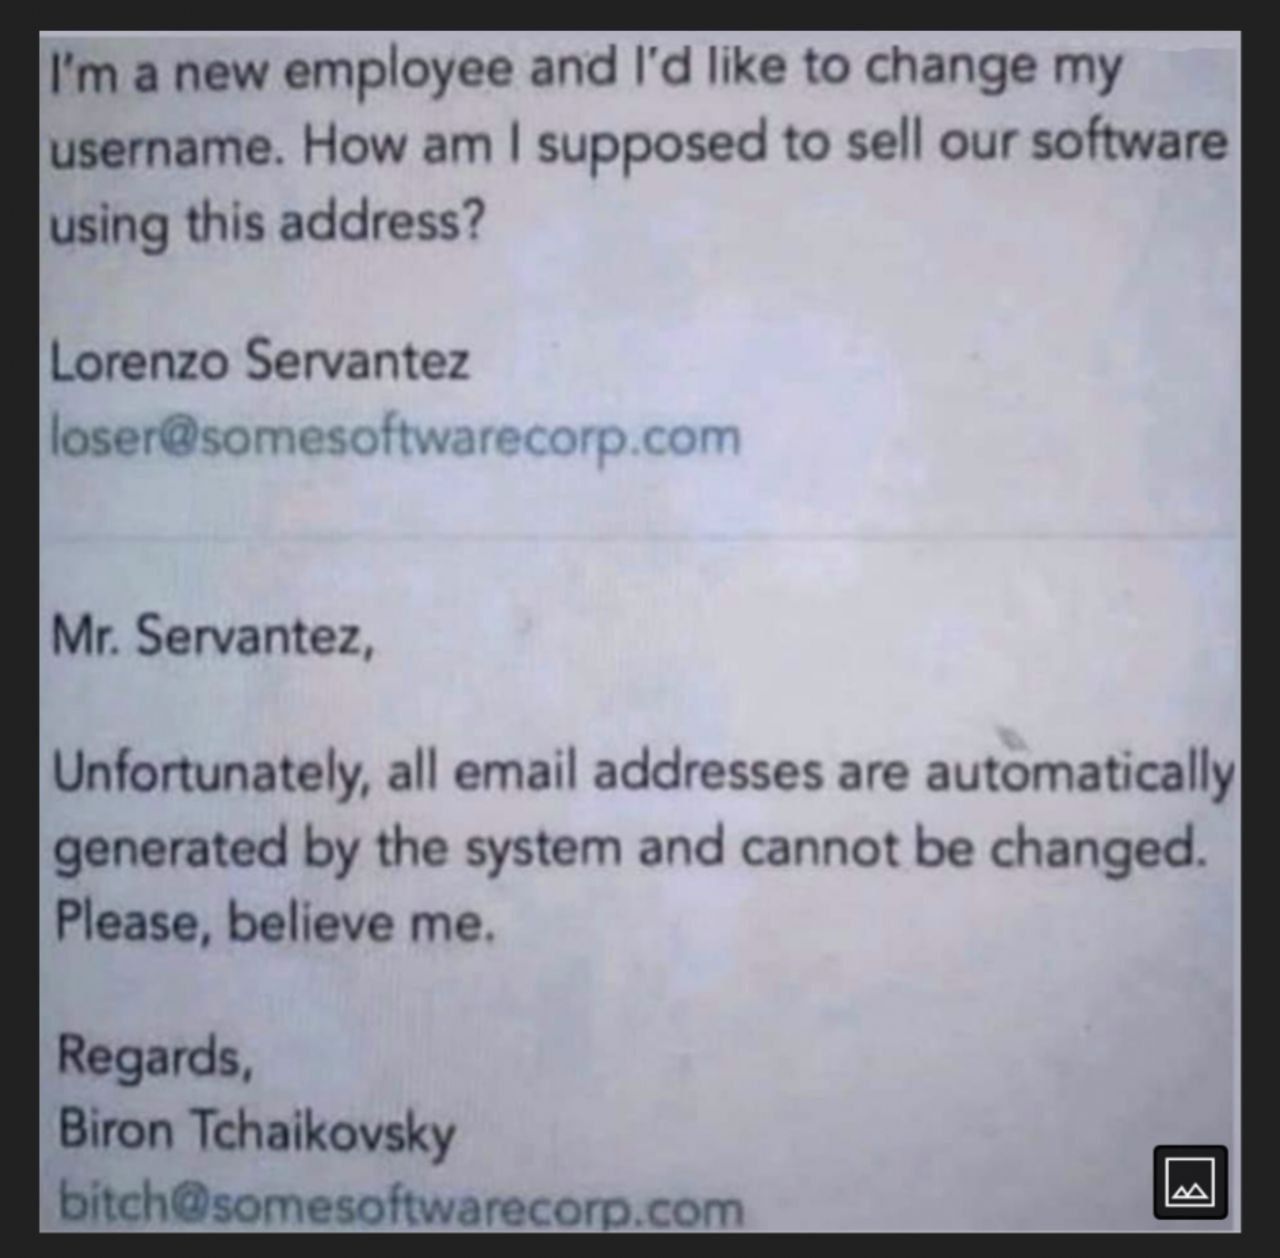 I'm a new employee and I'd like to change my
username. How am I supposed to sell our software
using this address?
Lorenzo Servantez
loser@somesoftwarecorp.com
Mr. Servantez,
Unfortunately, all email addresses are automatically
generated by the system and cannot be changed.
Please, believe me.
Regards,
Biron Tchaikovsky
bitch@somesoftwarecorp.com